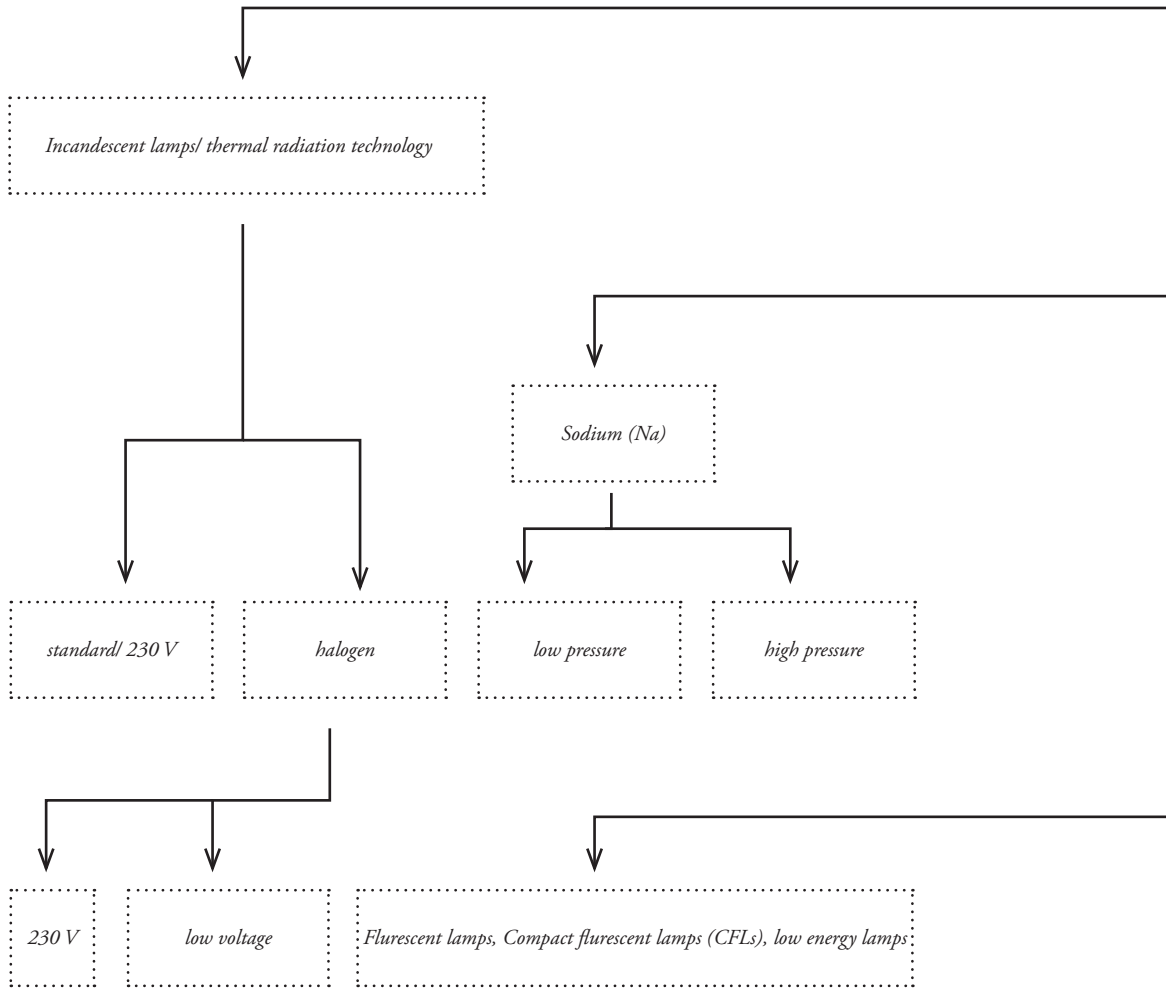 Incandescent lamps/ thermal radiation technology
Sodium (Na)
standard/ 230 V
halogen
low pressure
high pressure
230 V
low voltage
Flurescent lamps, Compact flurescent lamps (CFLs), low energy lamps